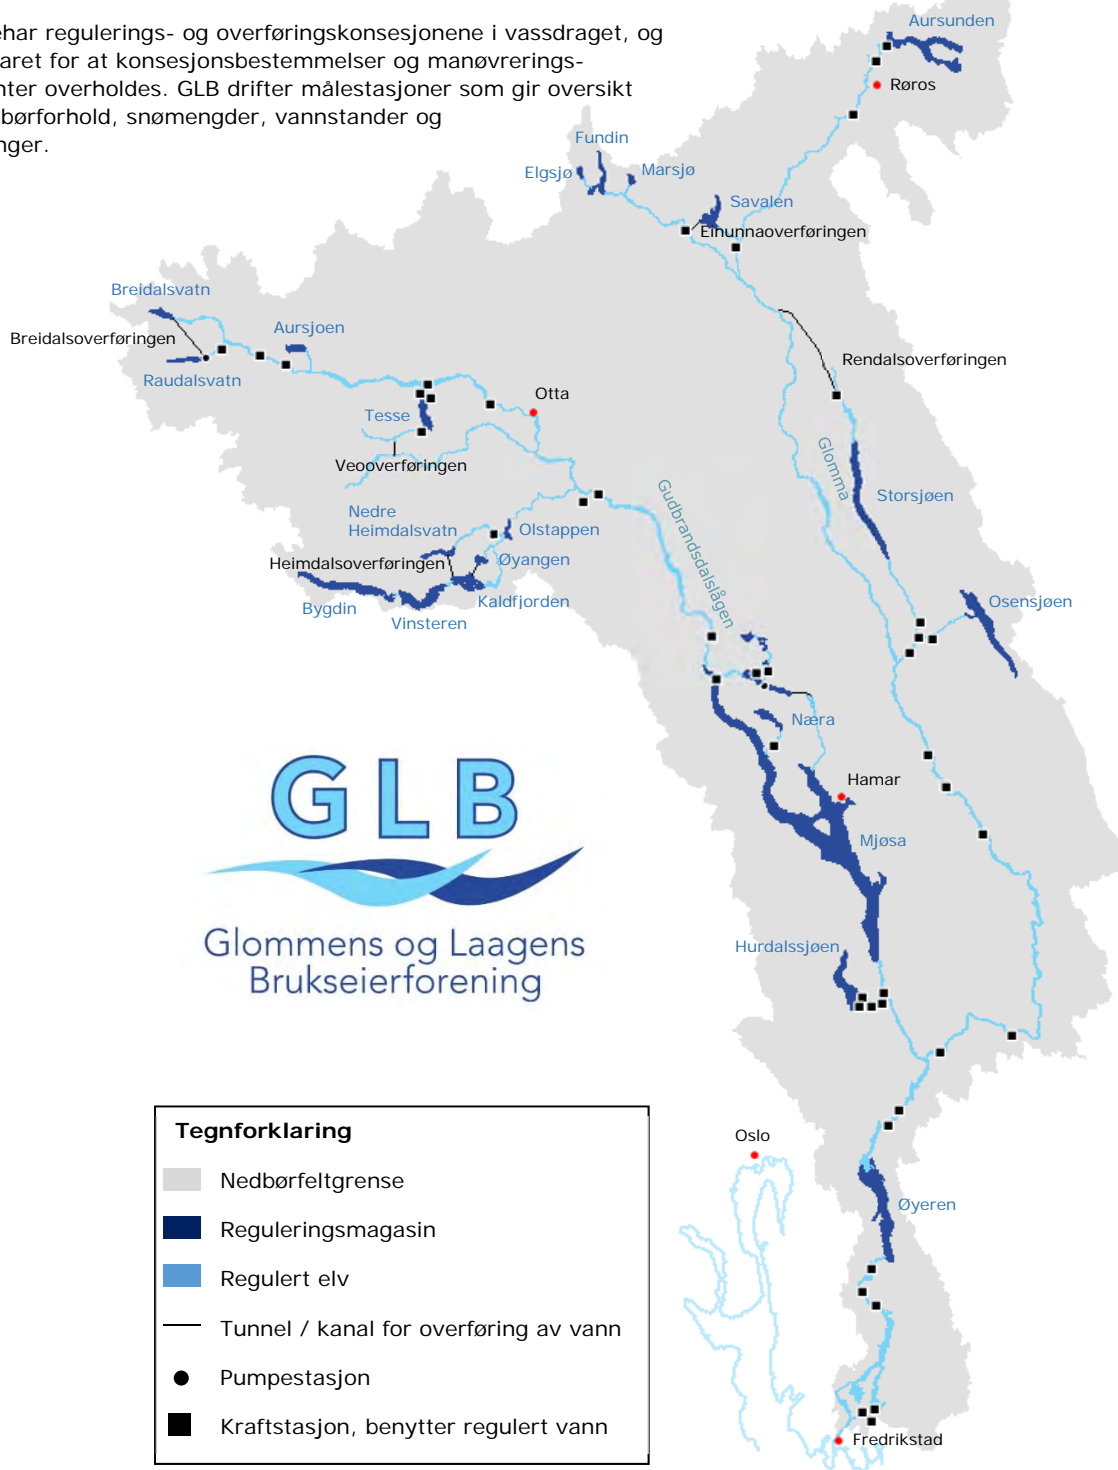 ehar regulerings- og overføringskonsesjonene i vassdraget, og
aret for at konsesjonsbestemmelser og manøvrerings-
nter overholdes. GLB drifter målestasjoner som gir oversikt
børforhold, snømengder, vannstander og
nger.
Aursunden
Røros
Fundin
Elgsjø
Marsjø
Savalen
Einunnaoverføringen
Breidalsvatn
Breidalsoverføringen
Aursjoen
Raudalsvatn
Rendalsoverføringen
Otta
Tesse
Veooverføringen
Glomma
Gudbrandsdalslågen
Storsjøen
Nedre
Heimdalsvatn
Olstappen
Heimdalsoverføringen
Øyangen
Bygdin
Kaldfjorden
Vinsteren
Osensjøen
Næra
Hamar
Mjøsa
GLB
Glommens og Laagens
Brukseierforening
Hurdalssjøen
Oslo
Øyeren
Fredrikstad
Tegnforklaring
Nedbørfeltgrense
Reguleringsmagasin
Regulert elv
Tunnel / kanal for overføring av vann
Pumpestasjon
Kraftstasjon, benytter regulert vann